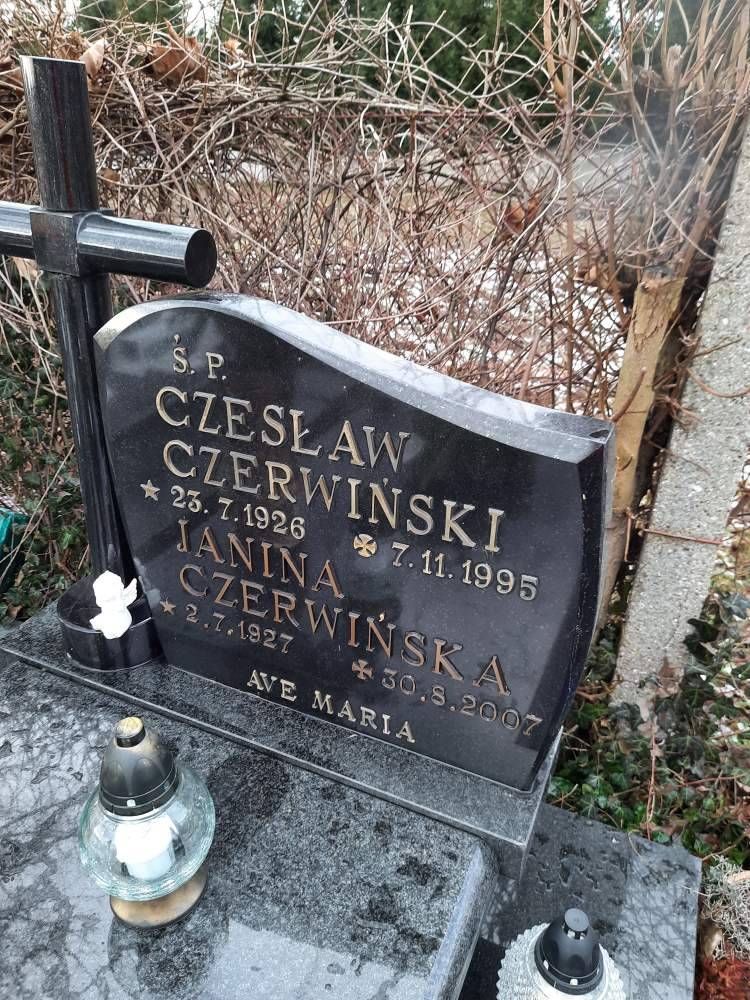 Ś. P.
CZESŁAW
CZERWIŃSKI
23.7.1926 7.11.1995
JANINA
CZERWIŃSKA
2.7.1927 30.8.2007
AVE MARIA